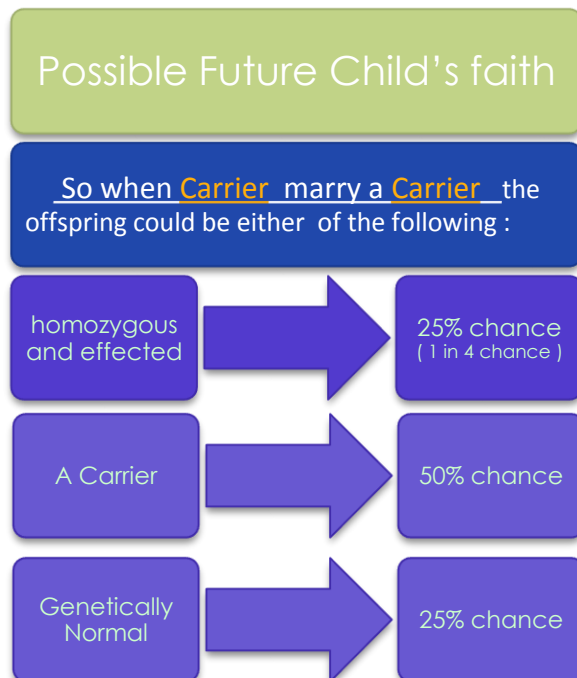 Possible Future Child's faith
So when Carrier marry a Carrier the
offspring could be either of the following :
homozygous
and effected
25% chance
( 1 in 4 chance )
A Carrier
50% chance
Genetically
Normal
25% chance